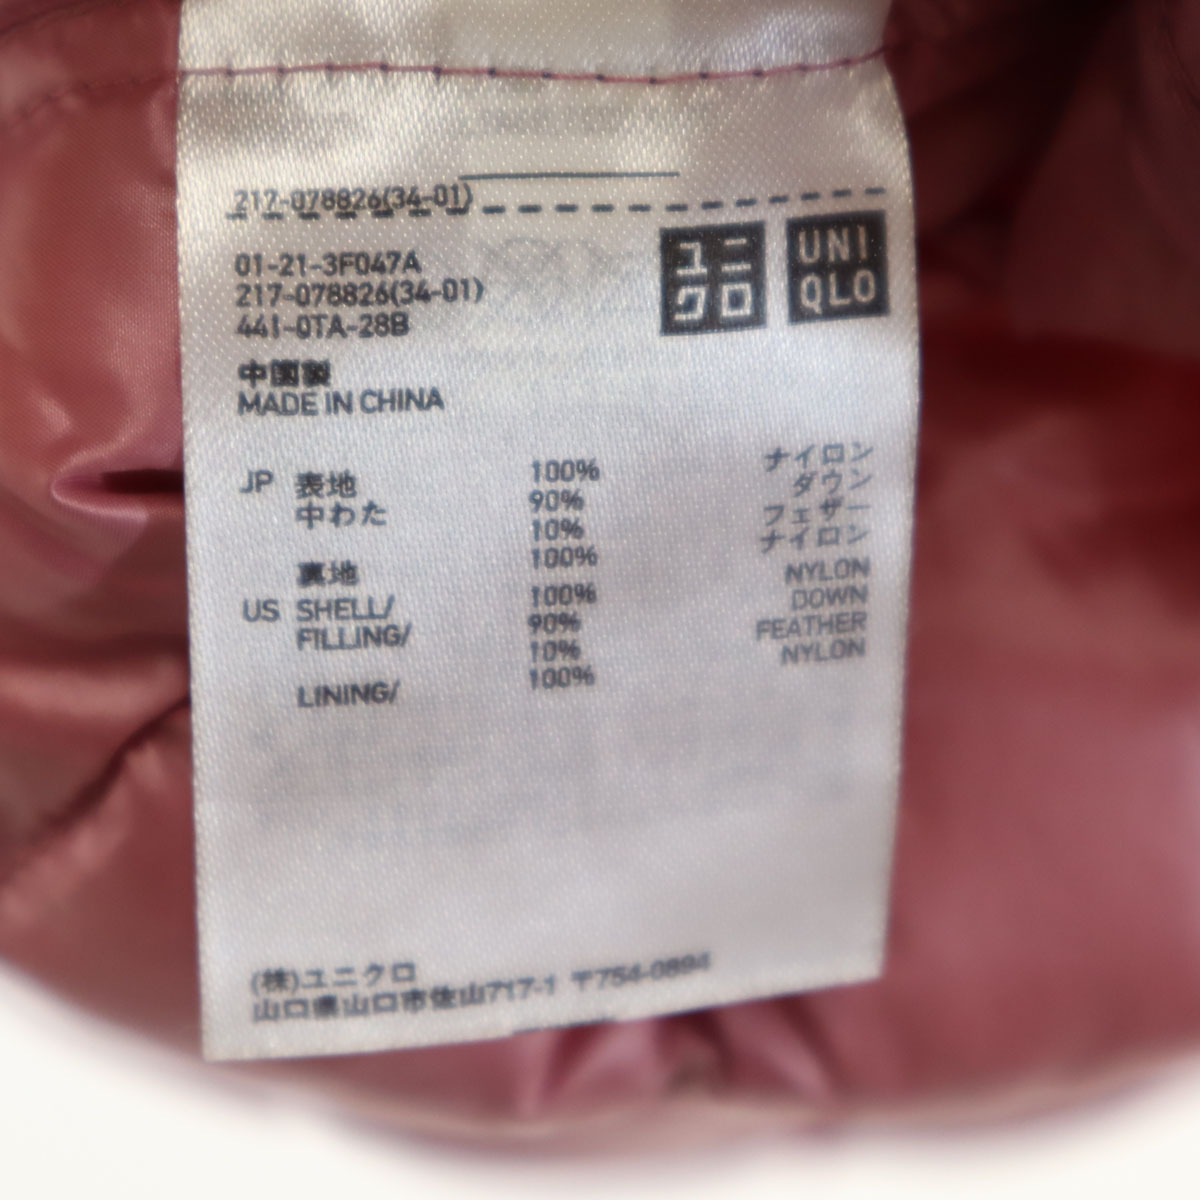 217-078826(34-01)
ユニ
クロ
UNI
QLO
01-21-3F047A
217-078826(34-01)
441-0TA-28B
中国製
MADE IN CHINA
JP 表地 100% ナイロン
中わた 90% ダウン
10% フェザー
裏地 100% ナイロン
US SHELL/ 100% NYLON
FILLING/ 90% DOWN
10% FEATHER
LINING/ 100% NYLON
(株)ユニクロ
山口県山口市佐山717-1 〒754-0894